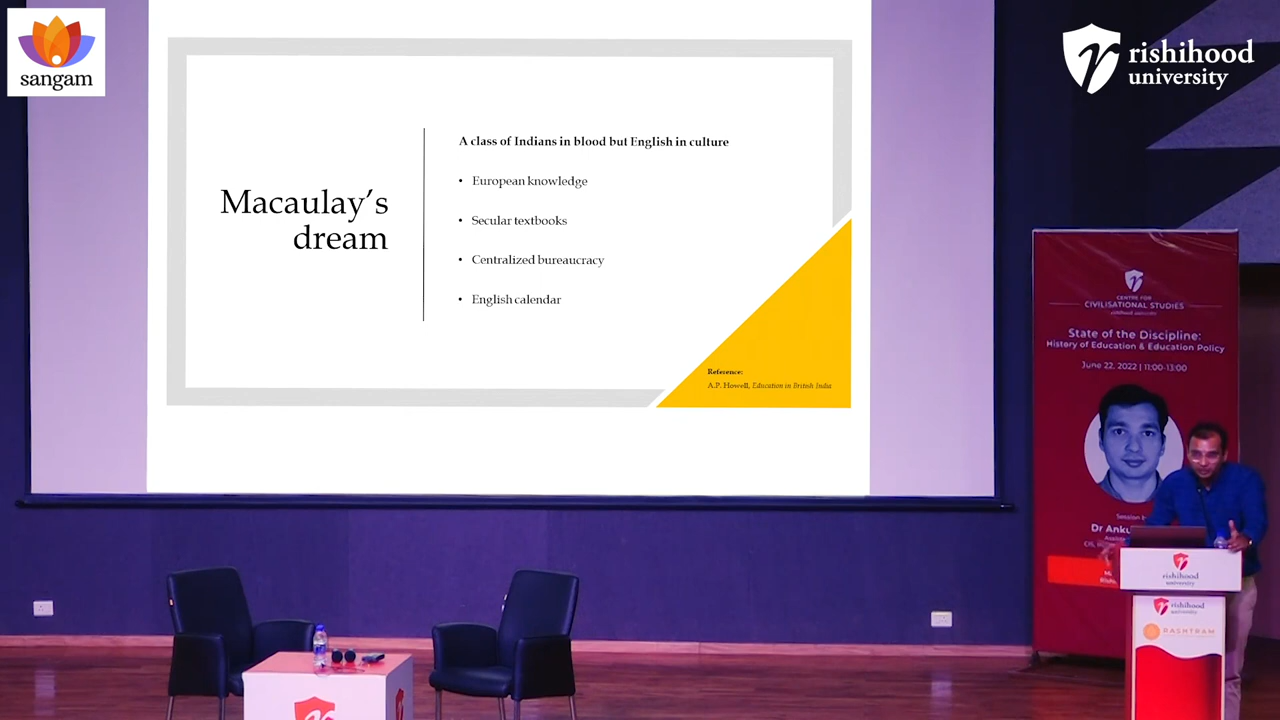 sangam
rishihood
university
Macaulay's
dream
A class of Indians in blood but English in culture
• European knowledge
• Secular textbooks
• Centralized bureaucracy
• English calendar
Reference:
A.P. Howell, Education in British India
CENTRE FOR
CIVILISATIONAL STUDIES
rishihood university
State of the Discipline:
History of Education & Education Policy
June 22, 2022 | 11:00-13:00
Session
Dr Anku
rishihood
university
rishihood
university
RASHTRAM